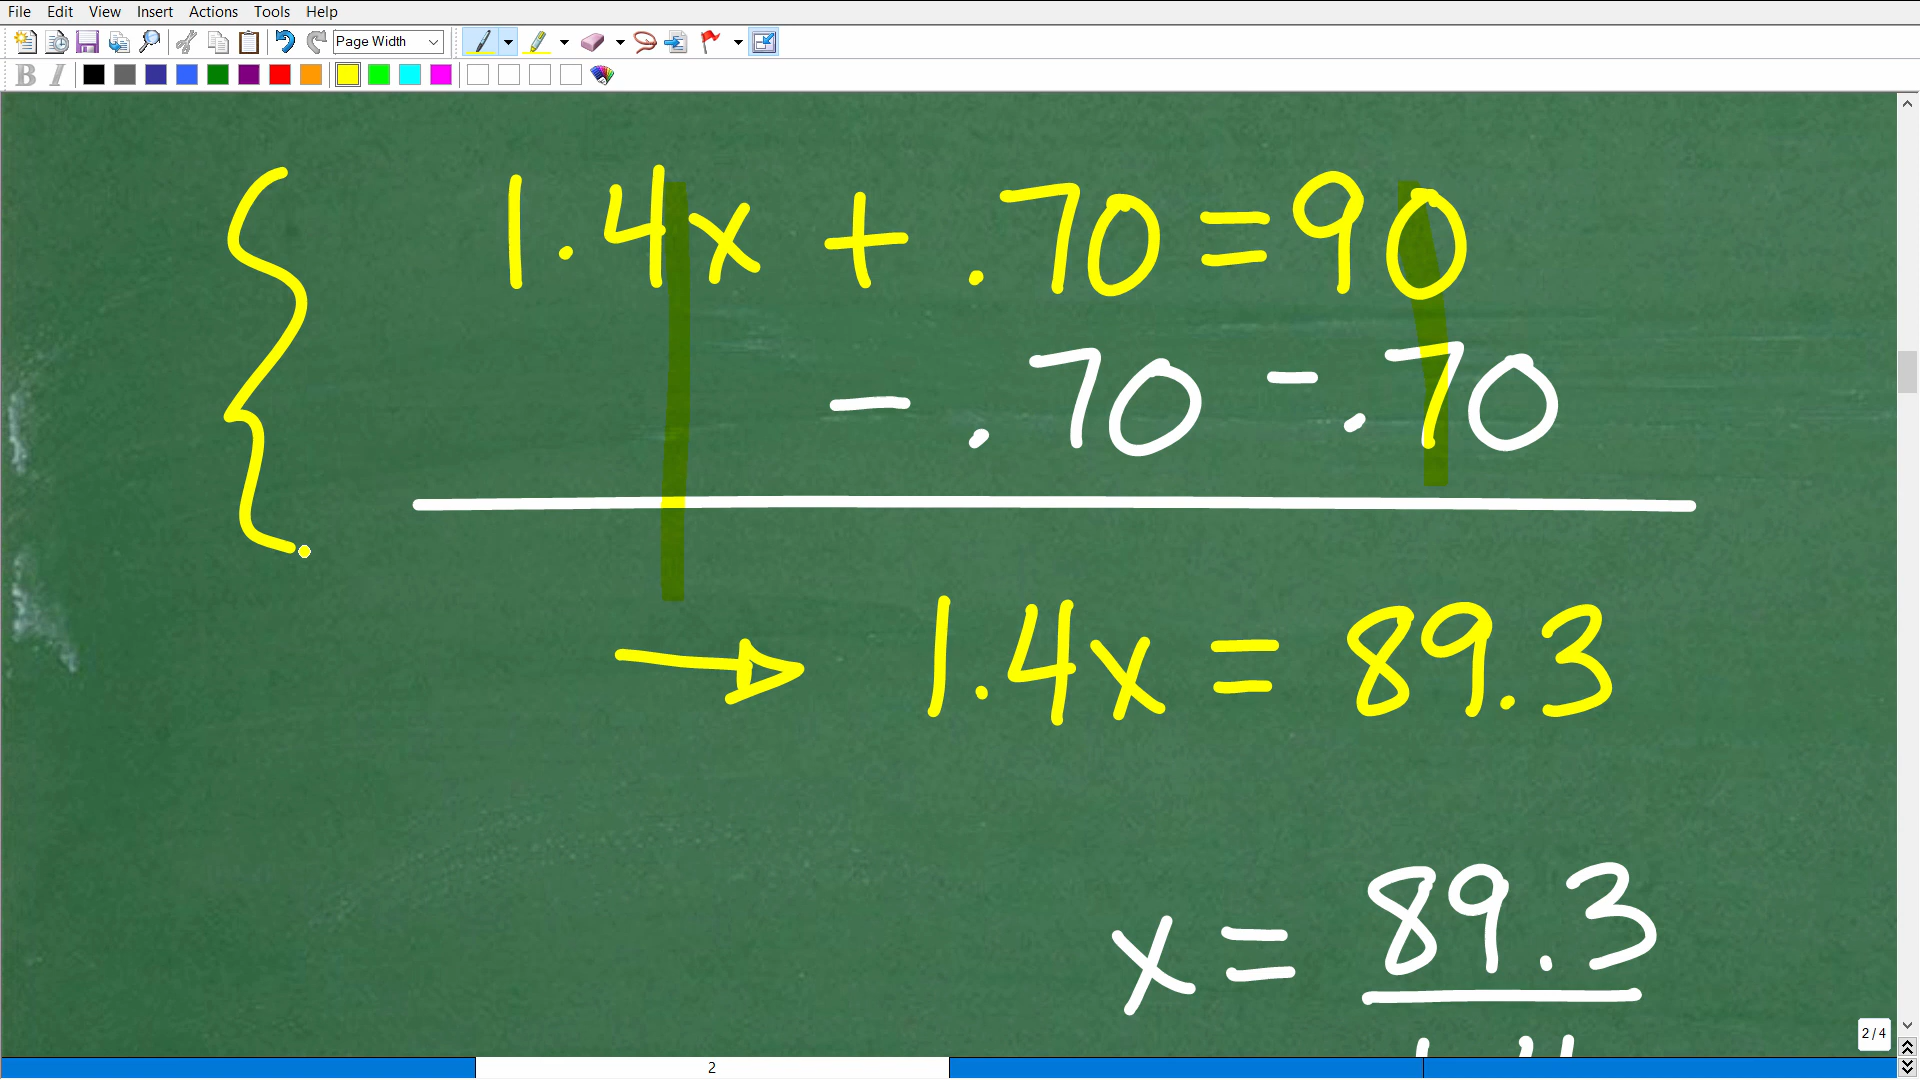 File Edit View Insert Actions Tools Help
Page Width
B I
1.4x + .70 = 90
- .70 - .70
→ 1.4x = 89.3
x = 89.3
2 / 4
2